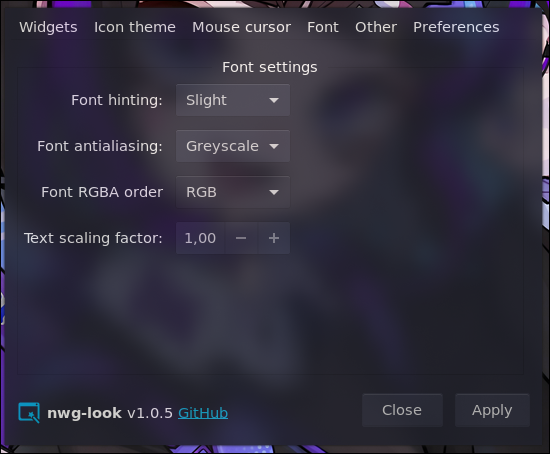 Widgets Icon theme Mouse cursor Font Other Preferences
Font settings
Font hinting: Slight
Font antialiasing: Greyscale
Font RGBA order RGB
Text scaling factor: 1,00 − +
nwg-look v1.0.5 GitHub Close Apply